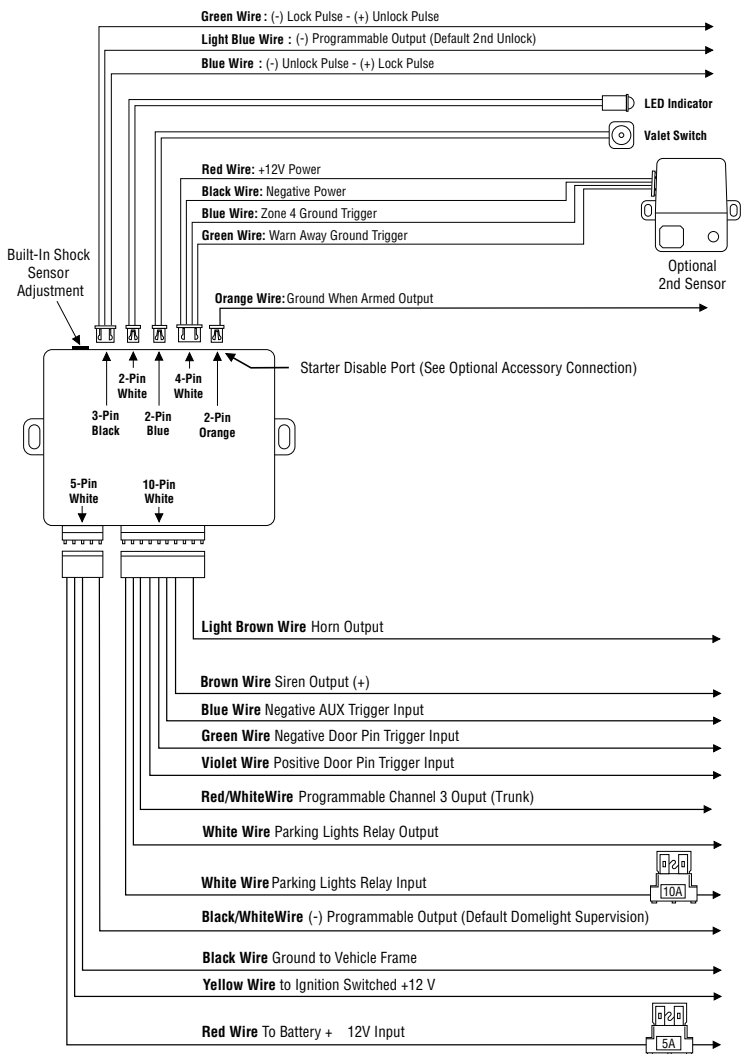 Green Wire : (-) Lock Pulse - (+) Unlock Pulse
Light Blue Wire : (-) Programmable Output (Default 2nd Unlock)
Blue Wire : (-) Unlock Pulse - (+) Lock Pulse
LED Indicator
Valet Switch
Red Wire: +12V Power
Black Wire: Negative Power
Blue Wire: Zone 4 Ground Trigger
Green Wire: Warn Away Ground Trigger
Optional
2nd Sensor
Built-In Shock
Sensor
Adjustment
Orange Wire: Ground When Armed Output
Starter Disable Port (See Optional Accessory Connection)
2-Pin
White
4-Pin
White
3-Pin
Black
2-Pin
Blue
2-Pin
Orange
5-Pin
White
10-Pin
White
Light Brown Wire Horn Output
Brown Wire Siren Output (+)
Blue Wire Negative AUX Trigger Input
Green Wire Negative Door Pin Trigger Input
Violet Wire Positive Door Pin Trigger Input
Red/WhiteWire Programmable Channel 3 Ouput (Trunk)
White Wire Parking Lights Relay Output
White Wire Parking Lights Relay Input
10A
Black/WhiteWire (-) Programmable Output (Default Domelight Supervision)
Black Wire Ground to Vehicle Frame
Yellow Wire to Ignition Switched +12 V
Red Wire To Battery + 12V Input
5A